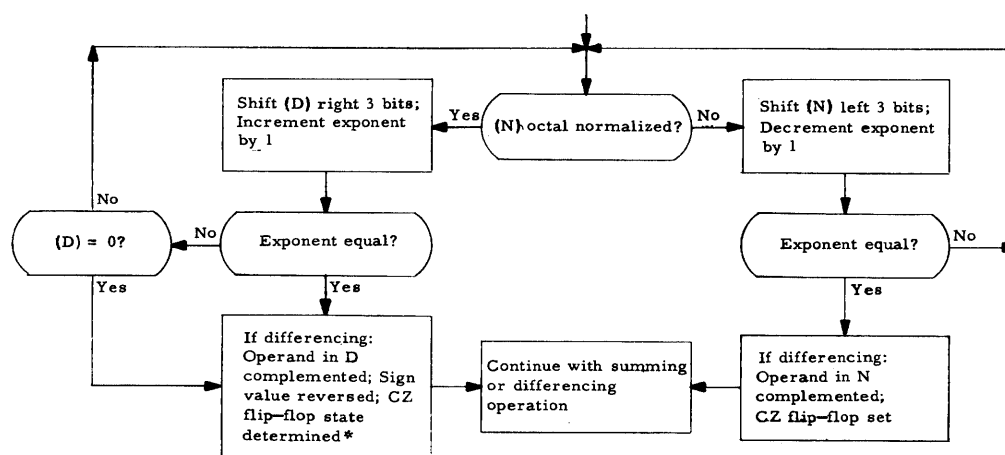 Shift (D) right 3 bits;
Increment exponent
by 1
Yes
(N) octal normalized?
No
Shift (N) left 3 bits;
Decrement exponent
by 1
No
(D) = 0?
No
Exponent equal?
Exponent equal?
No
Yes
Yes
Yes
If differencing:
Operand in D
complemented; Sign
value reversed; CZ
flip-flop state
determined*
Continue with summing
or differencing
operation
If differencing:
Operand in N
complemented;
CZ flip-flop set